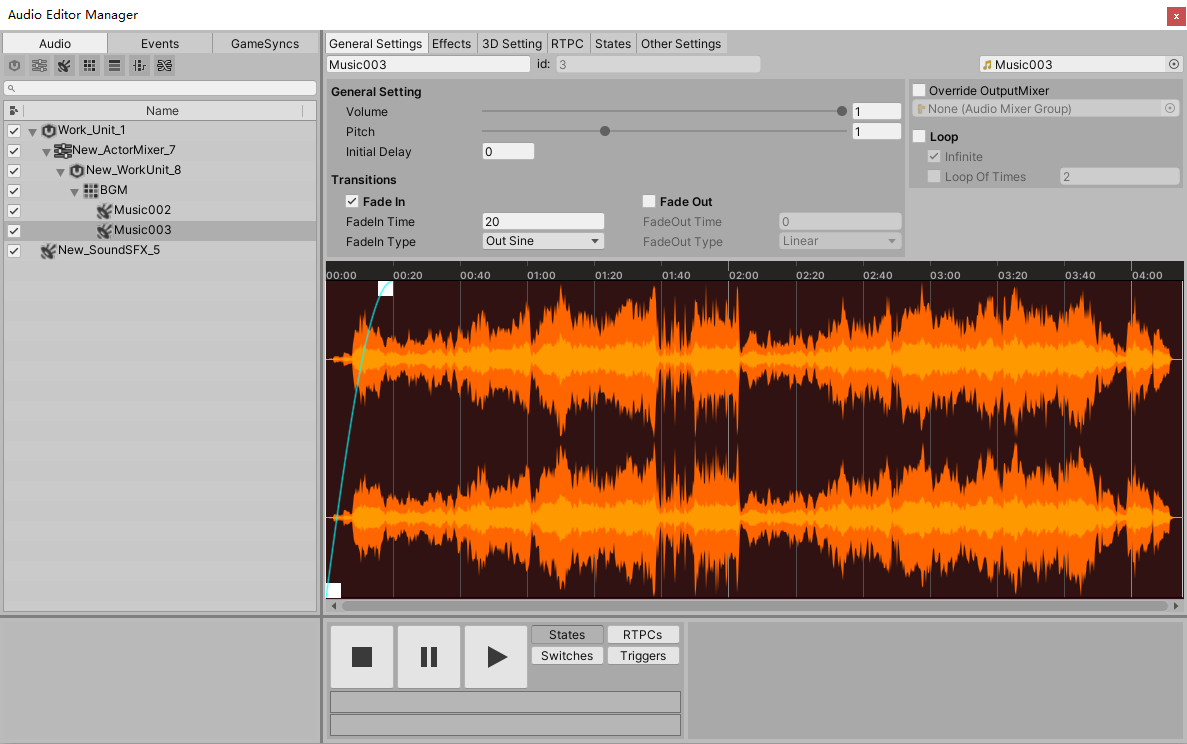 Audio Editor Manager
x
Audio Events GameSyncs
Name
Work_Unit_1
New_ActorMixer_7
New_WorkUnit_8
BGM
Music002
Music003
New_SoundSFX_5
General Settings Effects 3D Setting RTPC States Other Settings
Music003 id: 3 Music003
General Setting
Volume 1
Pitch 1
Initial Delay 0
Transitions
Fade In Fade Out
FadeIn Time 20 FadeOut Time 0
FadeIn Type Out Sine FadeOut Type Linear
Override OutputMixer
None (Audio Mixer Group)
Loop
Infinite
Loop Of Times 2
00:00 00:20 00:40 01:00 01:20 01:40 02:00 02:20 02:40 03:00 03:20 03:40 04:00
States RTPCs
Switches Triggers